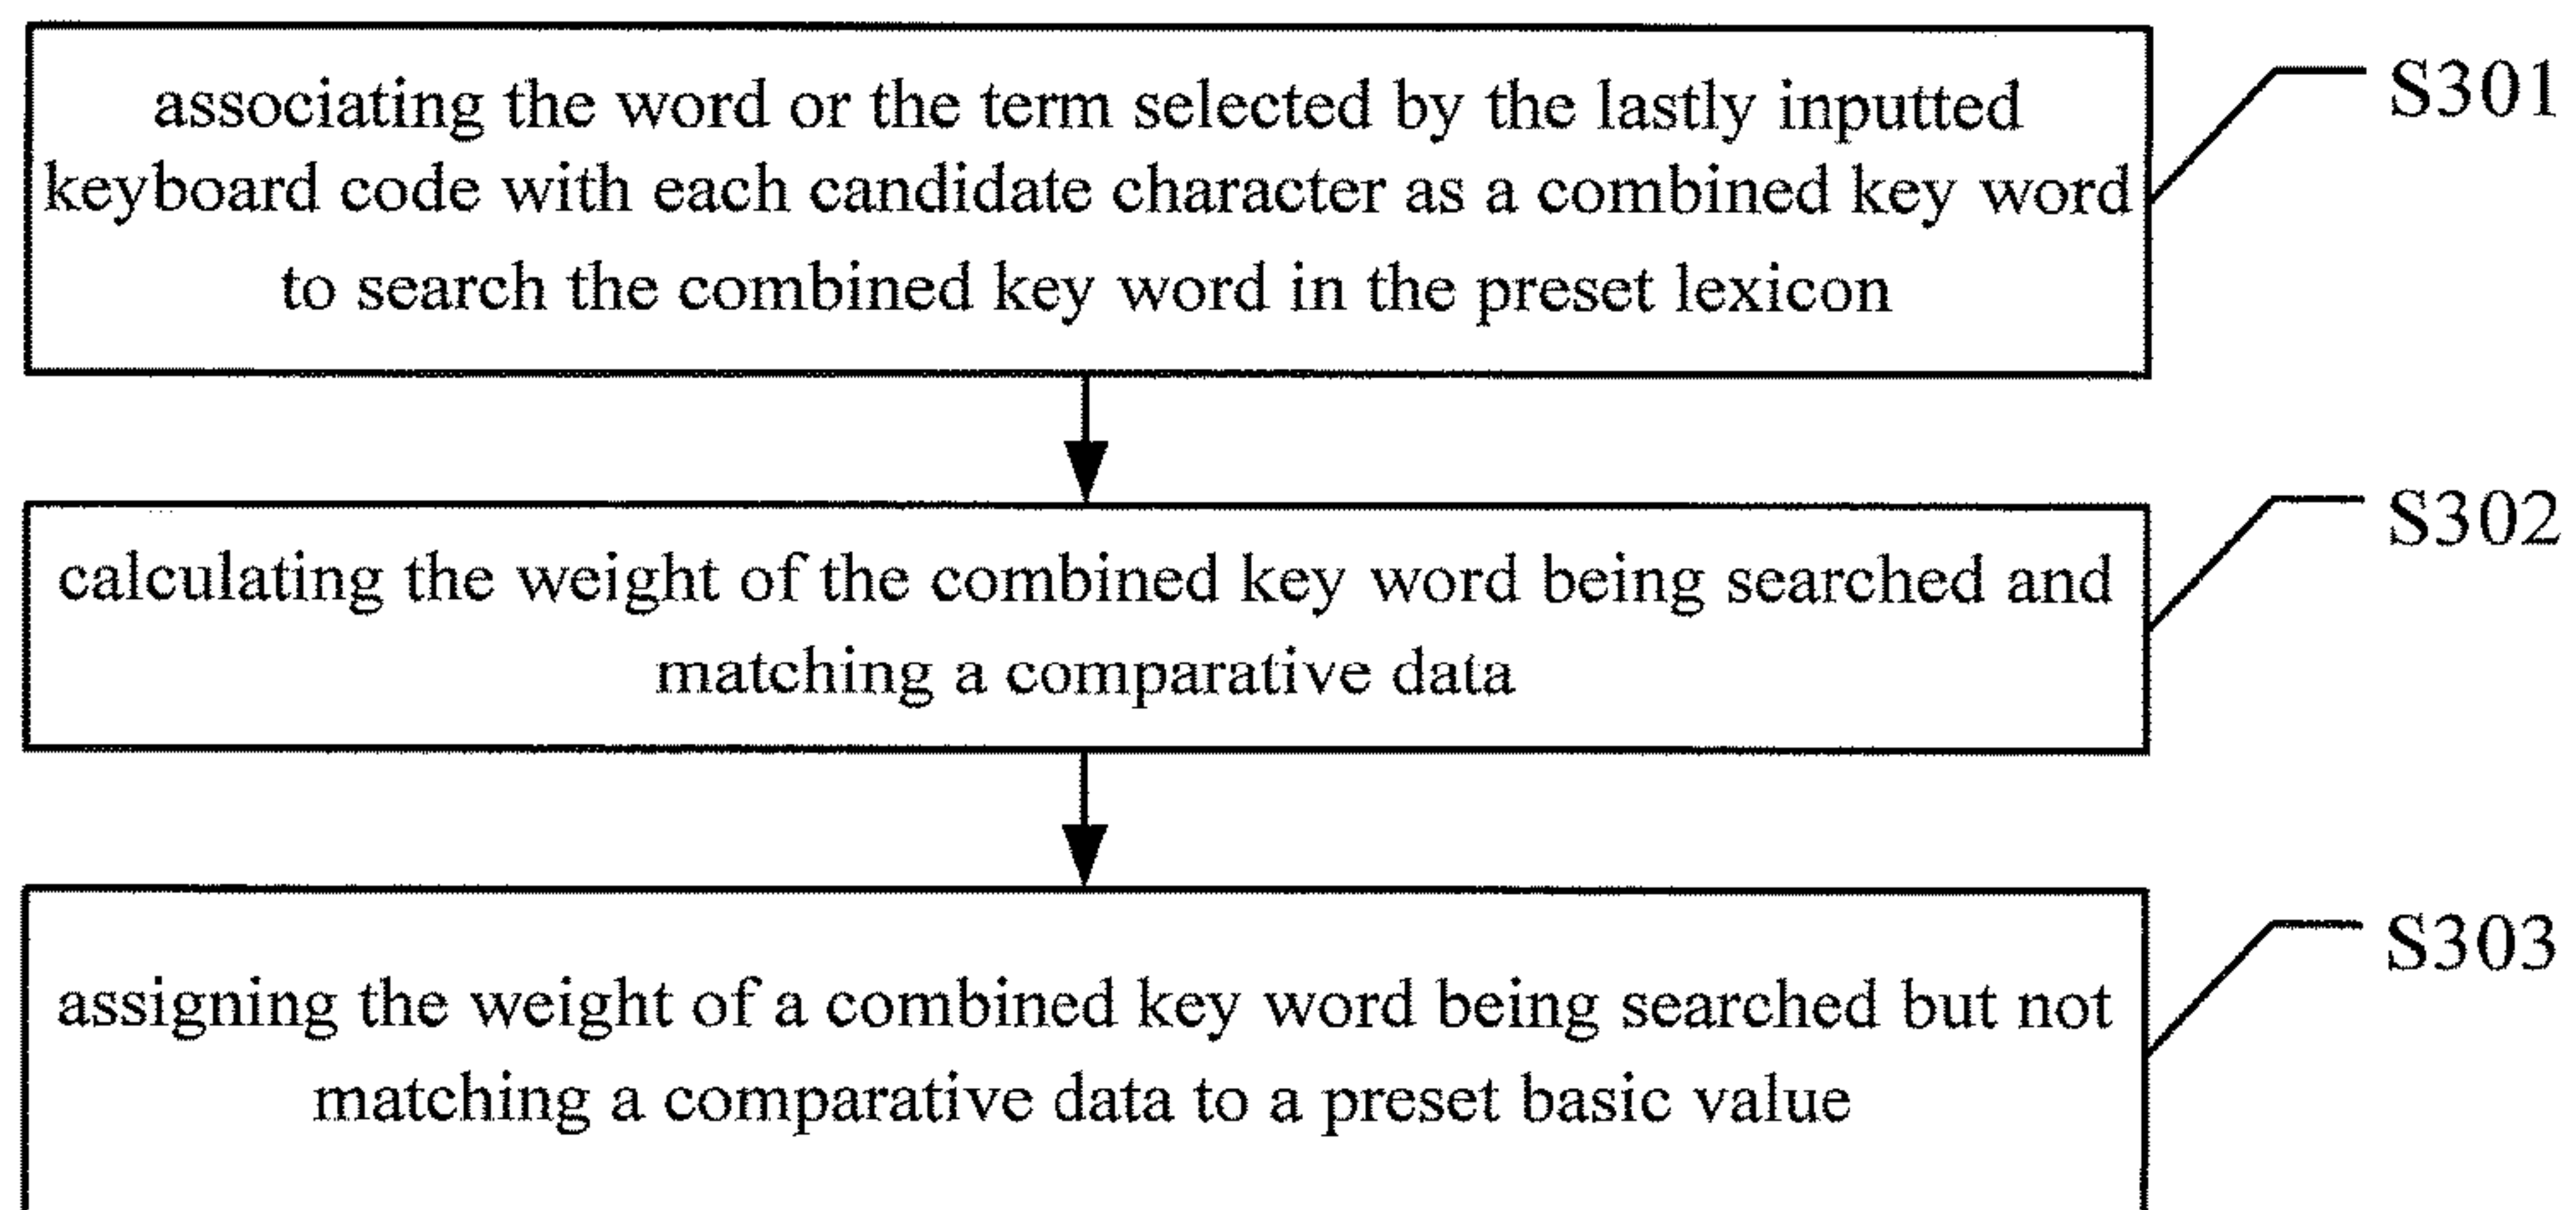 associating the word or the term selected by the lastly inputted
keyboard code with each candidate character as a combined key word
to search the combined key word in the preset lexicon
S301
calculating the weight of the combined key word being searched and
matching a comparative data
S302
assigning the weight of a combined key word being searched but not
matching a comparative data to a preset basic value
S303